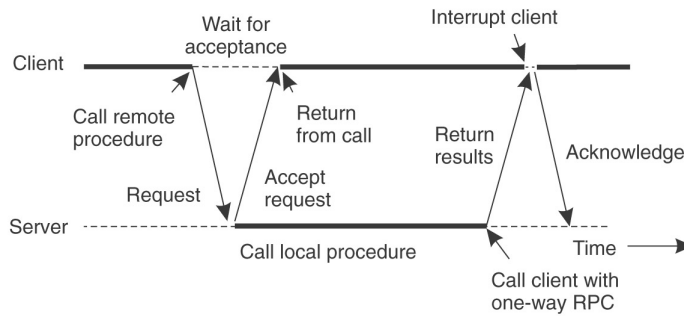 Interrupt client
Wait for
acceptance
Client
Call remote
procedure
Return
from call
Return
results
Acknowledge
Request
Accept
request
Server
Call local procedure
Time
Call client with
one-way RPC